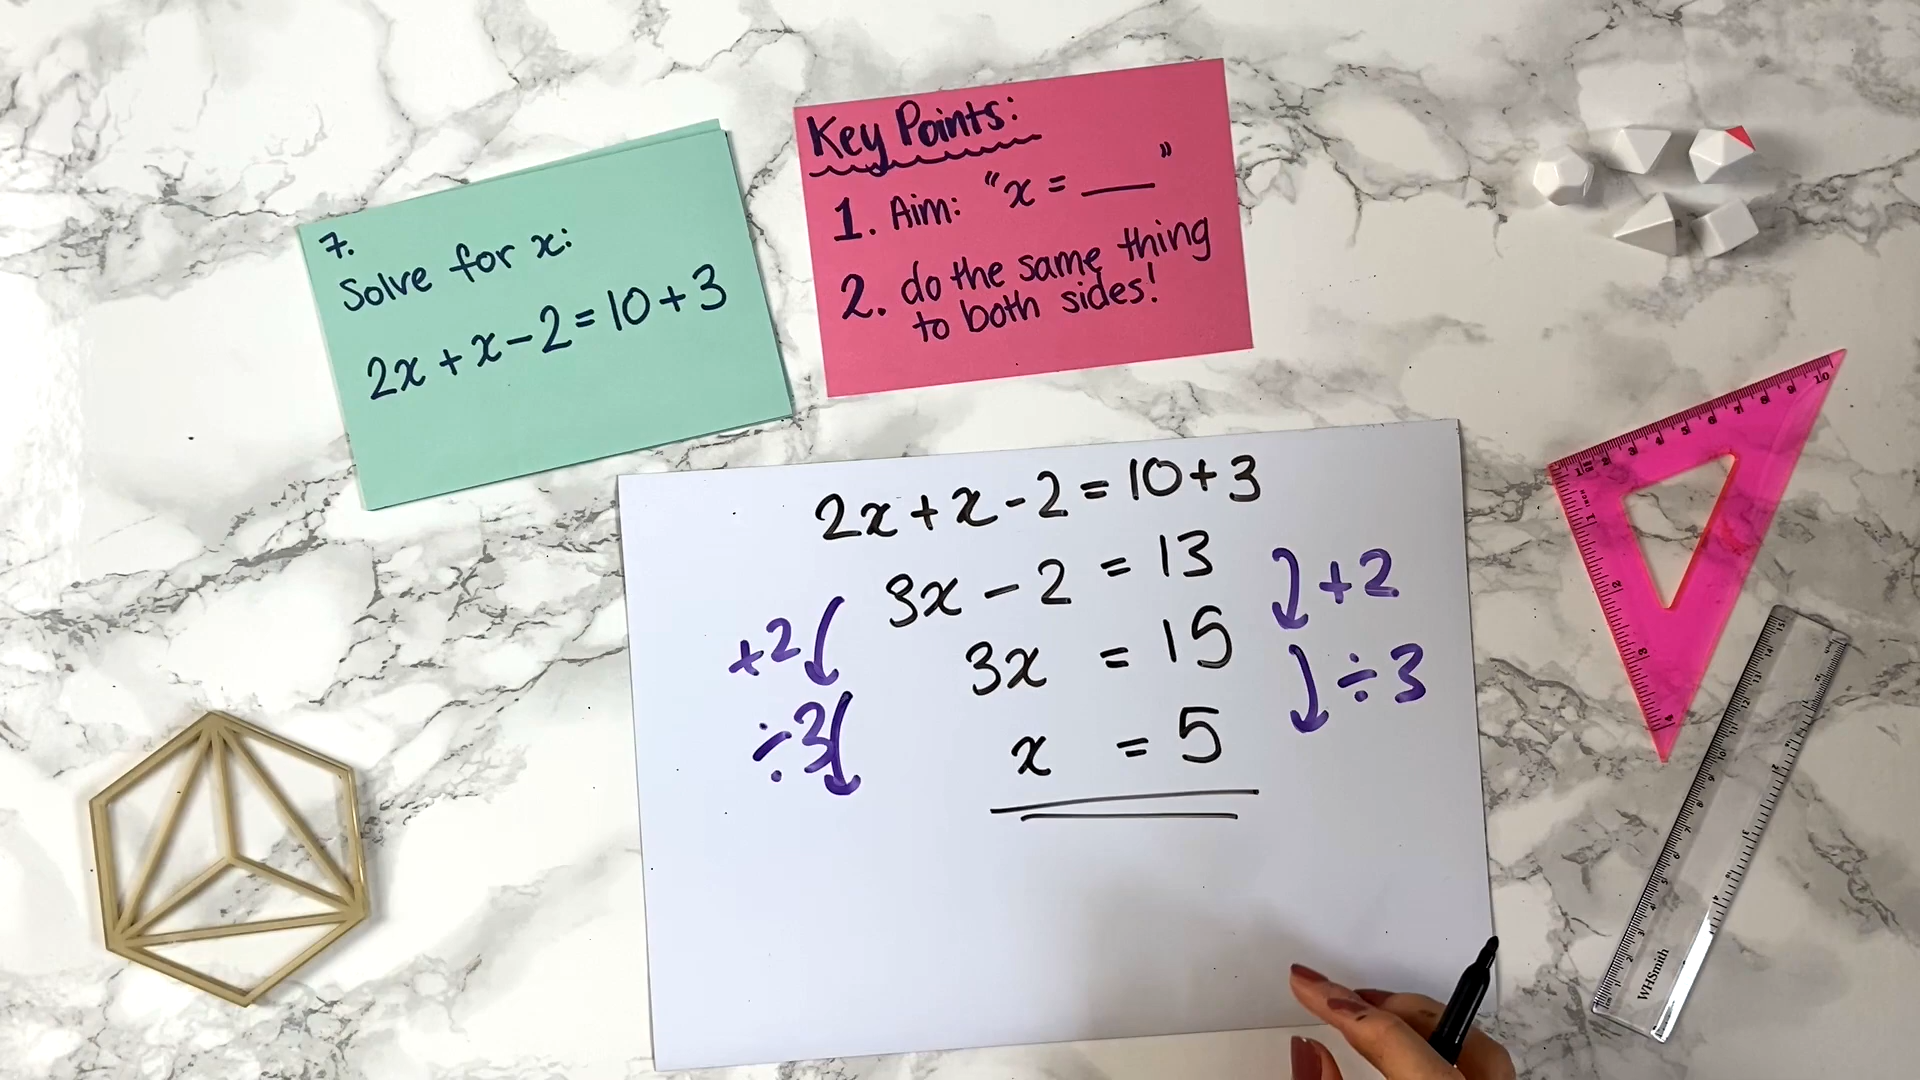 7.
Solve for x:
2x + x - 2 = 10 + 3
Key Points:
1. Aim: "x = ___"
2. do the same thing
to both sides!
2x + x - 2 = 10 + 3
3x - 2 = 13
+2 +2
3x = 15
÷3 ÷3
x = 5
WHSmith